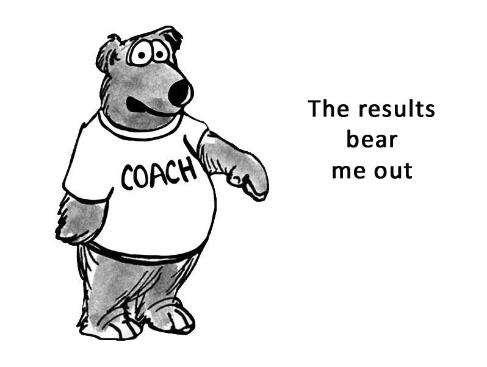 COACH
The results
bear
me out